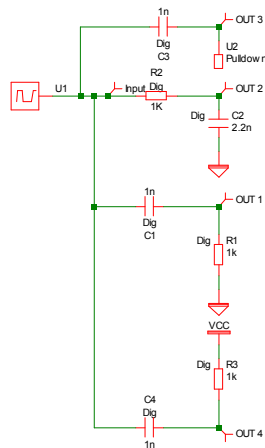 1n
OUT 3
Dig
C3
U2
Pulldown
R2
U1
Input
Dig
OUT 2
1K
Dig
C2
2.2n
1n
OUT 1
Dig
C1
Dig
R1
1k
VCC
Dig
R3
1k
C4
Dig
1n
OUT 4